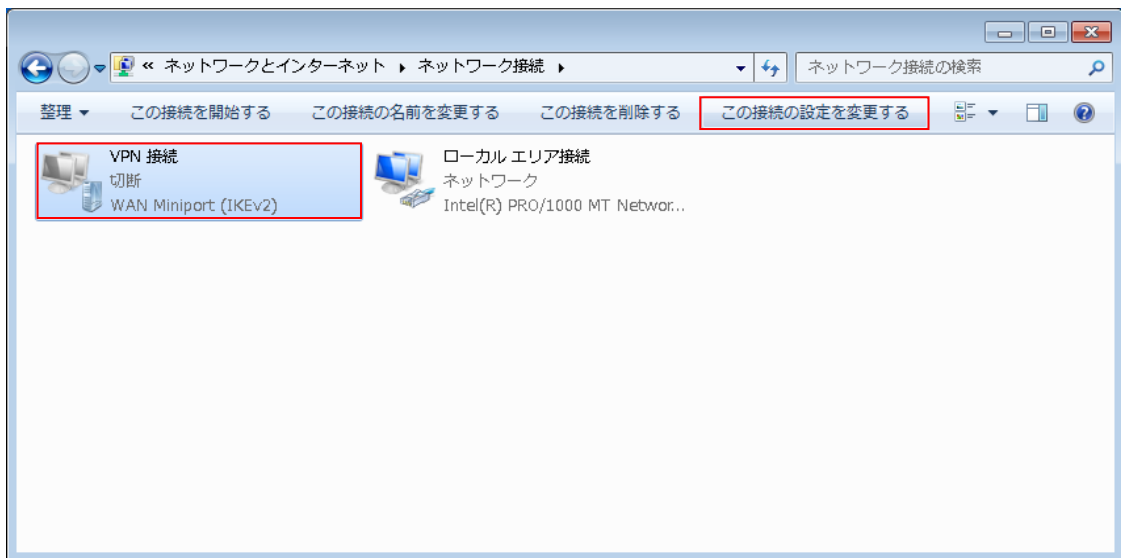 « ネットワークとインターネット ▸ ネットワーク接続 ▸ ネットワーク接続の検索
整理 ▼ この接続を開始する この接続の名前を変更する この接続を削除する この接続の設定を変更する
VPN 接続
切断
WAN Miniport (IKEv2)
ローカル エリア接続
ネットワーク
Intel(R) PRO/1000 MT Networ...